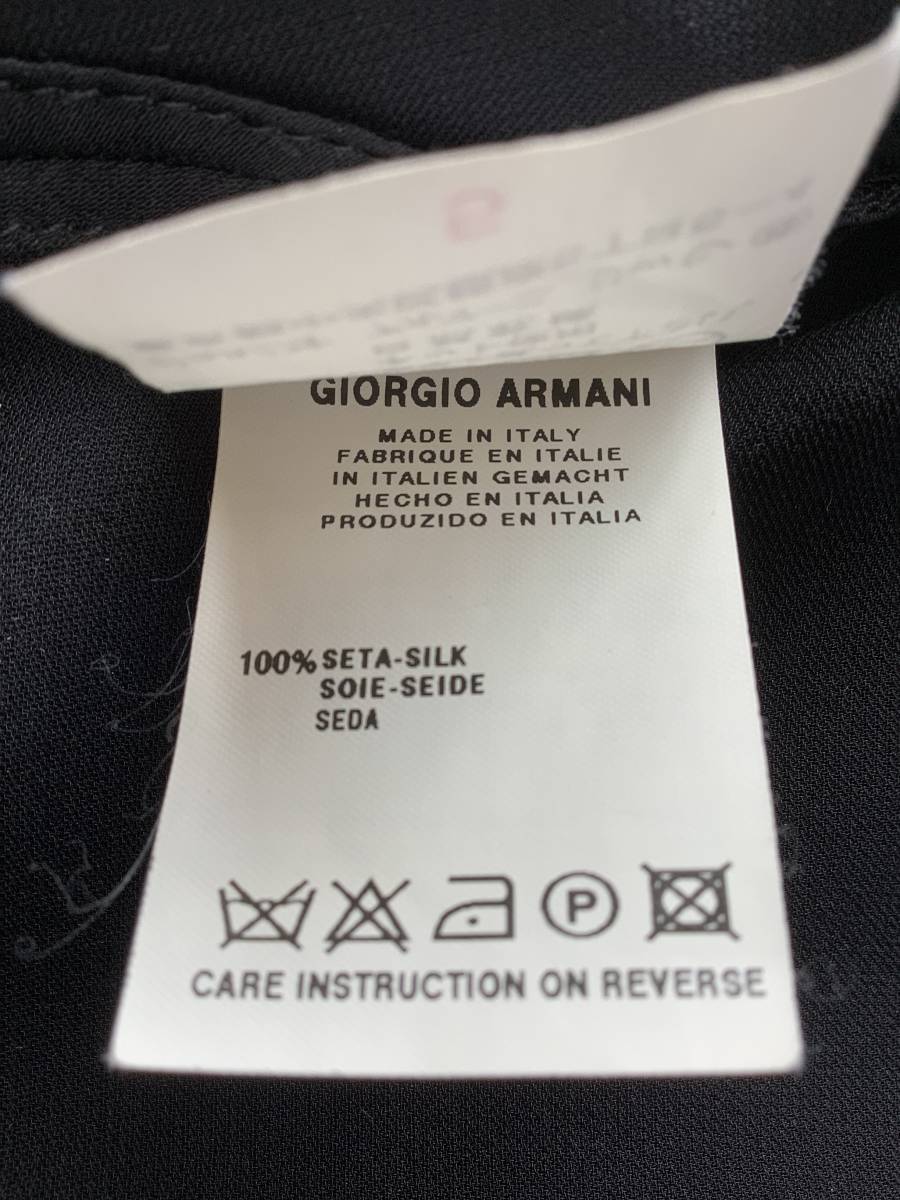 GIORGIO ARMANI
MADE IN ITALY
FABRIQUE EN ITALIE
IN ITALIEN GEMACHT
HECHO EN ITALIA
PRODUZIDO EN ITALIA
100% SETA-SILK
SOIE-SEIDE
SEDA
P
CARE INSTRUCTION ON REVERSE